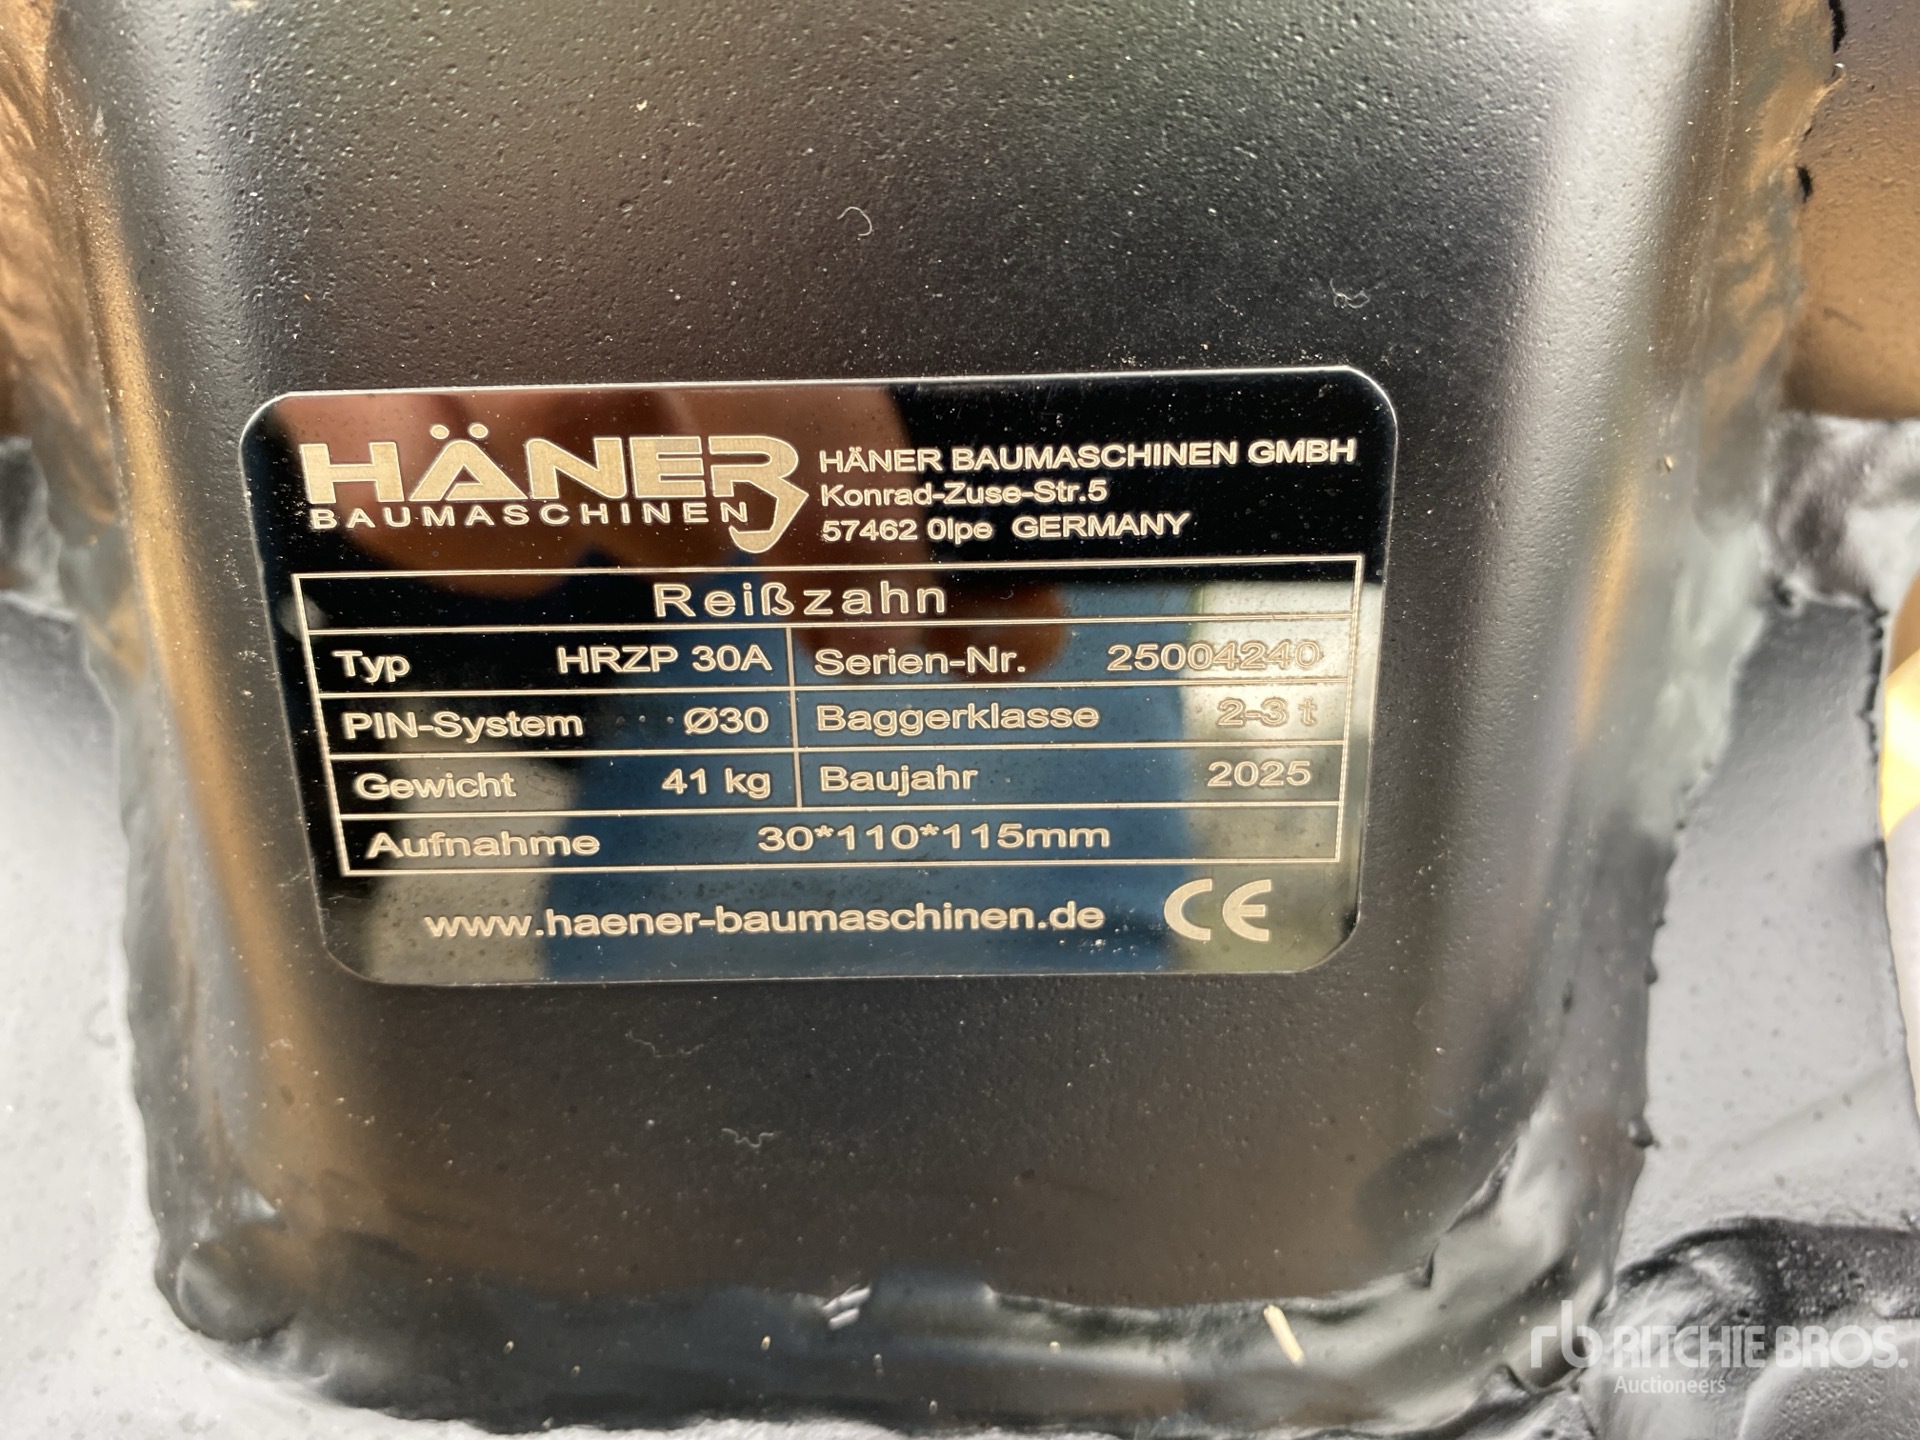 HÄNER
BAUMASCHINEN
HÄNER BAUMASCHINEN GMBH
Konrad-Zuse-Str.5
57462 Olpe GERMANY
Reißzahn
Typ HRZP 30A Serien-Nr. 25004240
PIN-System Ø30 Baggerklasse 2-3 t
Gewicht 41 kg Baujahr 2025
Aufnahme 30*110*115mm
www.haener-baumaschinen.de CE
rb RITCHIE BROS.
Auctioneers